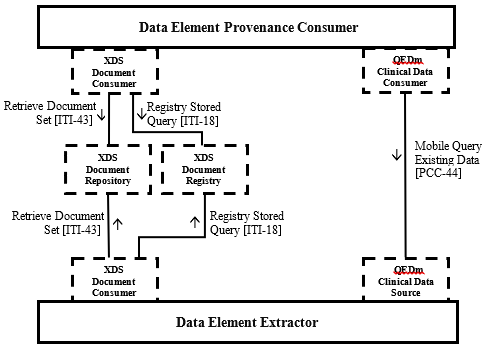 Data Element Provenance Consumer
XDS
Document
Consumer
QEDm
Clinical Data
Consumer
Retrieve Document
Set [ITI-43]
Registry Stored
Query [ITI-18]
Mobile Query
Existing Data
[PCC-44]
XDS
Document
Repository
XDS
Document
Registry
Retrieve Document
Set [ITI-43]
Registry Stored
Query [ITI-18]
XDS
Document
Consumer
QEDm
Clinical Data
Source
Data Element Extractor